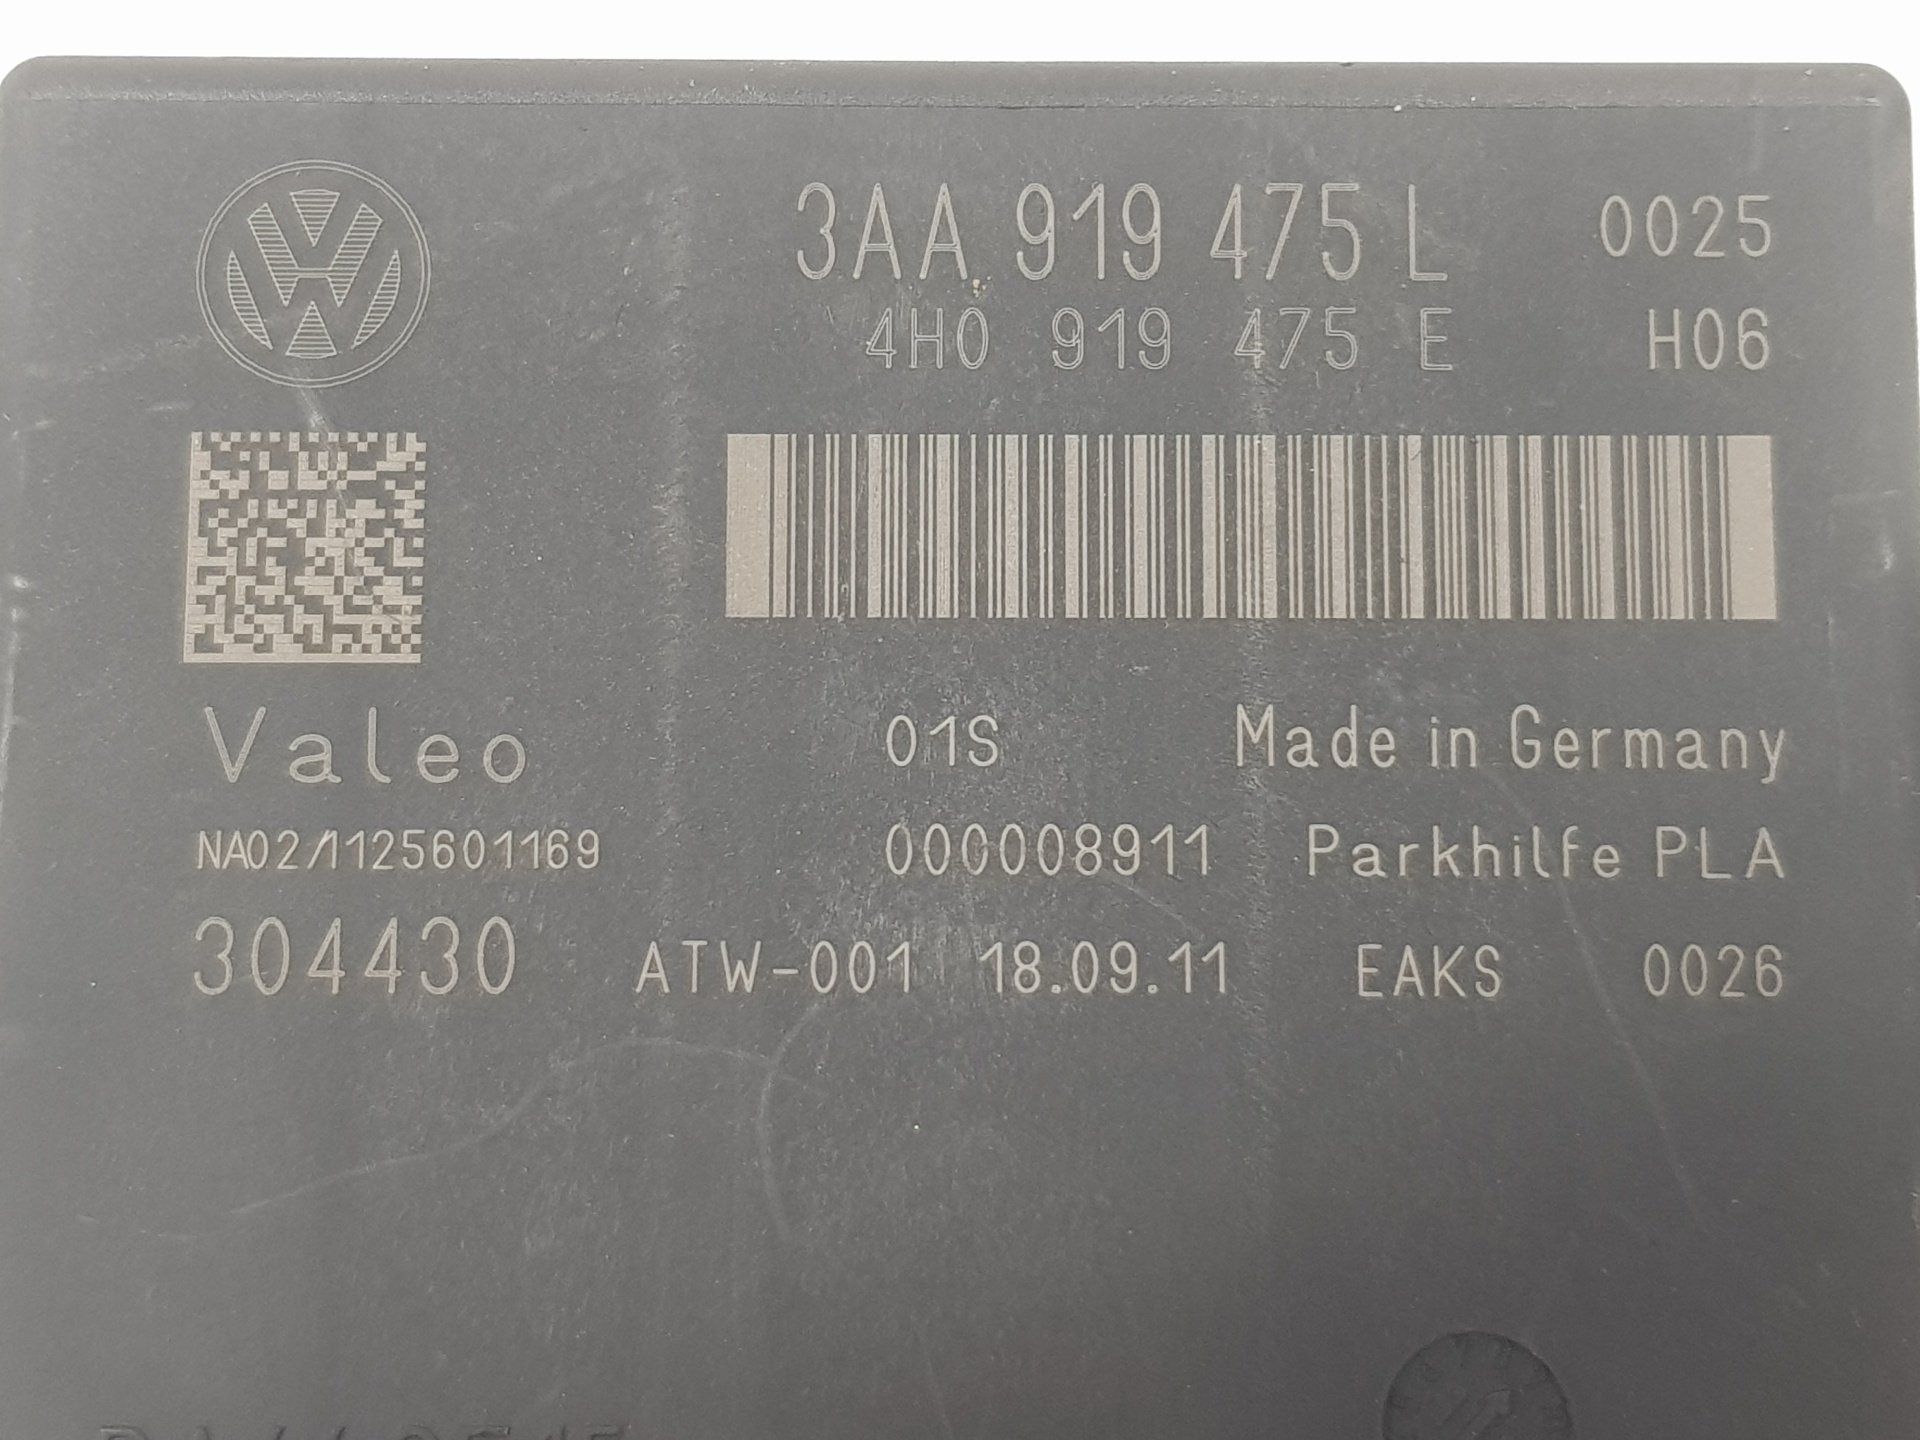 3AA 919 475 L 0025
4H0 919 475 E H06
Valeo 01S Made in Germany
NA02/1125601169 000008911 Parkhilfe PLA
304430 ATW-001 18.09.11 EAKS 0026